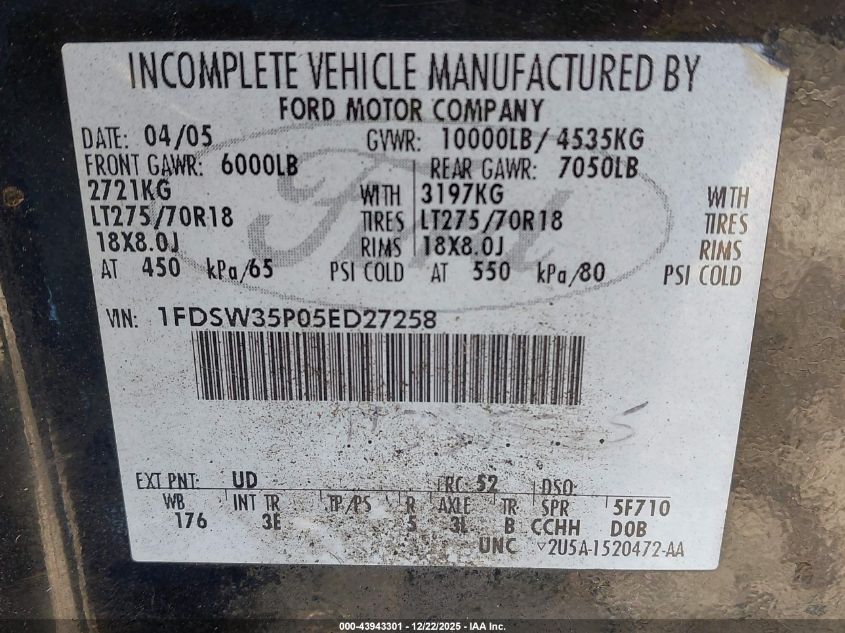 INCOMPLETE VEHICLE MANUFACTURED BY
FORD MOTOR COMPANY
DATE: 04/05 GVWR: 10000LB/ 4535KG
FRONT GAWR: 6000LB REAR GAWR: 7050LB
2721KG WITH 3197KG WITH
LT275/70R18 TIRES LT275/70R18 TIRES
18X8.0J RIMS 18X8.0J RIMS
AT 450 kPa/65 PSI COLD AT 550 kPa/80 PSI COLD
VIN: 1FDSW35P05ED27258
EXT PNT: UD RC: 52 DSO:
WB INT TR TP/PS R AXLE TR SPR 5F710
176 3E 5 3L B CCHH D0B
UNC ▽2U5A-1520472-AA
Ford
000-43943301 - 12/22/2025 - IAA Inc.